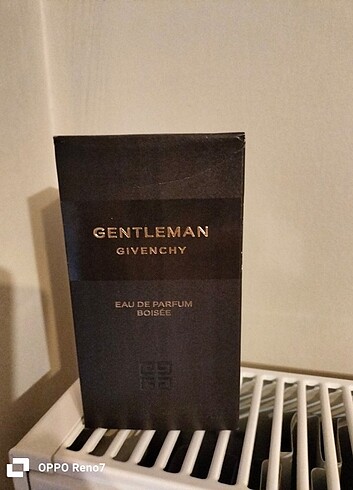 GENTLEMAN
GIVENCHY
EAU DE PARFUM
BOISÉE
OPPO Reno7